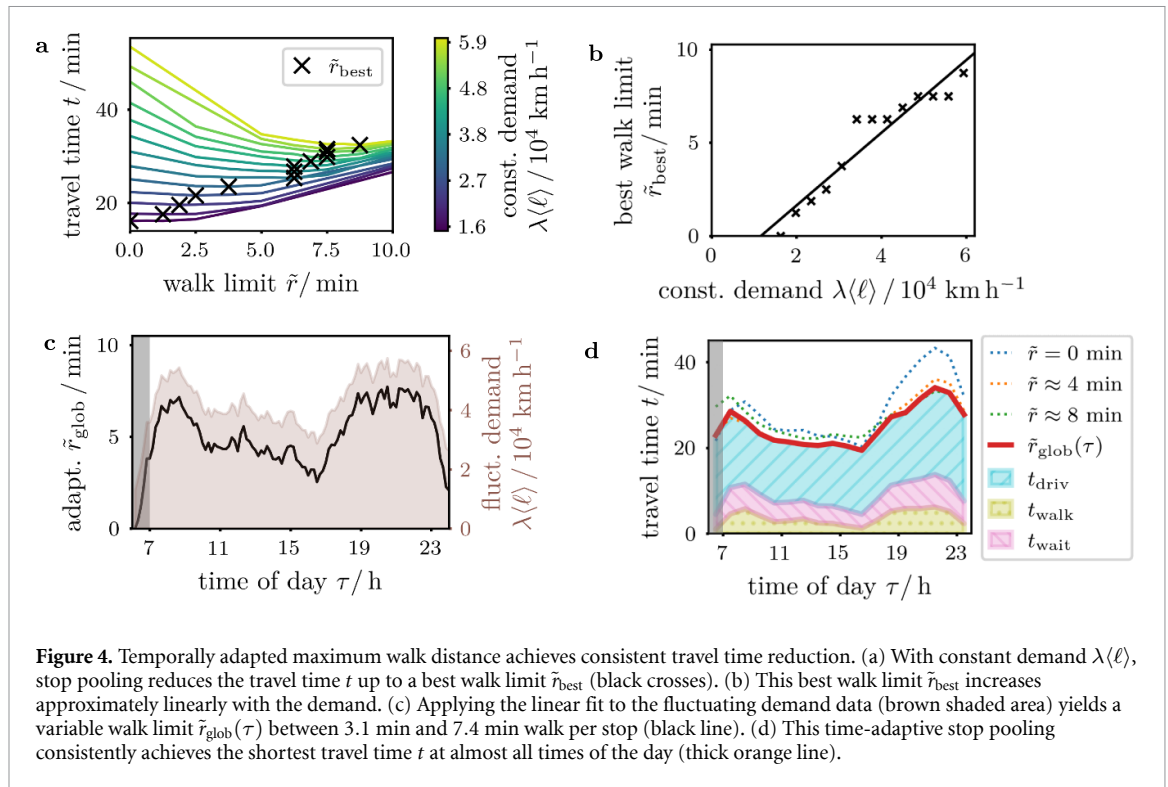 a
travel time t / min
40
20
0.0 2.5 5.0 7.5 10.0
walk limit r̃ / min
r̃best
5.9
4.8
3.8
2.7
1.6
const. demand
λ⟨ℓ⟩ / 10⁴ km h⁻¹
b
best walk limit
r̃best / min
10
5
0
0 2 4 6
const. demand λ⟨ℓ⟩ / 10⁴ km h⁻¹
c
adapt. r̃glob / min
10
5
0
7 11 15 19 23
time of day τ / h
6
4
2
0
fluct. demand
λ⟨ℓ⟩ / 10⁴ km h⁻¹
d
travel time t / min
40
20
0
7 11 15 19 23
time of day τ / h
r̃ = 0 min
r̃ ≈ 4 min
r̃ ≈ 8 min
r̃glob(τ)
tdriv
twalk
twait
Figure 4. Temporally adapted maximum walk distance achieves consistent travel time reduction. (a) With constant demand λ⟨ℓ⟩,
stop pooling reduces the travel time t up to a best walk limit r̃best (black crosses). (b) This best walk limit r̃best increases
approximately linearly with the demand. (c) Applying the linear fit to the fluctuating demand data (brown shaded area) yields a
variable walk limit r̃glob(τ) between 3.1 min and 7.4 min walk per stop (black line). (d) This time-adaptive stop pooling
consistently achieves the shortest travel time t at almost all times of the day (thick orange line).